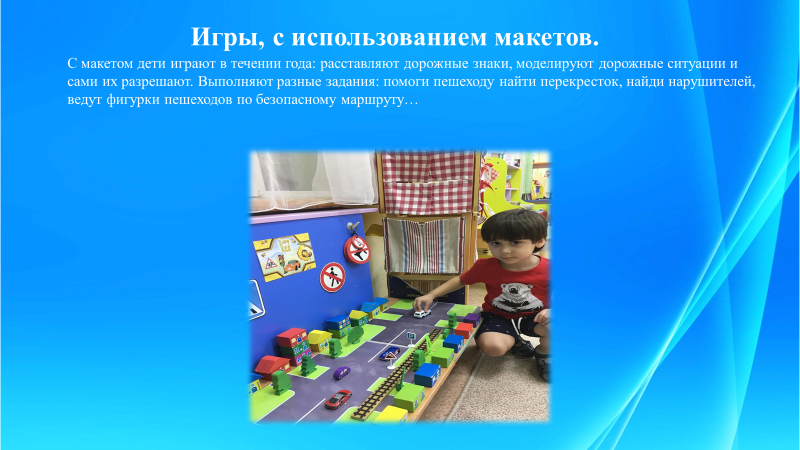 Игры, с использованием макетов.
С макетом дети играют в течении года: расставляют дорожные знаки, моделируют дорожные ситуации и
сами их разрешают. Выполняют разные задания: помоги пешеходу найти перекресток, найди нарушителей,
ведут фигурки пешеходов по безопасному маршруту…